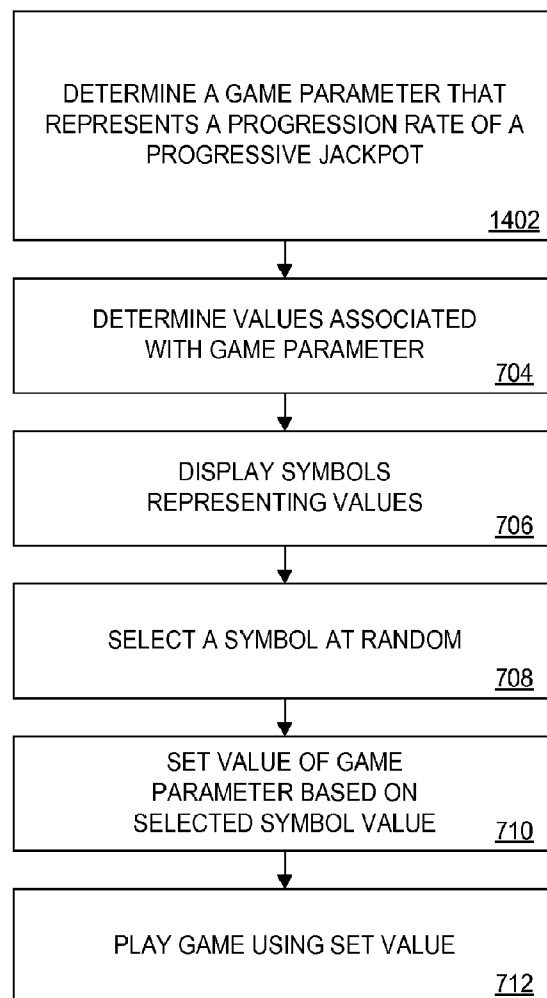 DETERMINE A GAME PARAMETER THAT
REPRESENTS A PROGRESSION RATE OF A
PROGRESSIVE JACKPOT
1402
DETERMINE VALUES ASSOCIATED
WITH GAME PARAMETER
704
DISPLAY SYMBOLS
REPRESENTING VALUES
706
SELECT A SYMBOL AT RANDOM
708
SET VALUE OF GAME
PARAMETER BASED ON
SELECTED SYMBOL VALUE
710
PLAY GAME USING SET VALUE
712